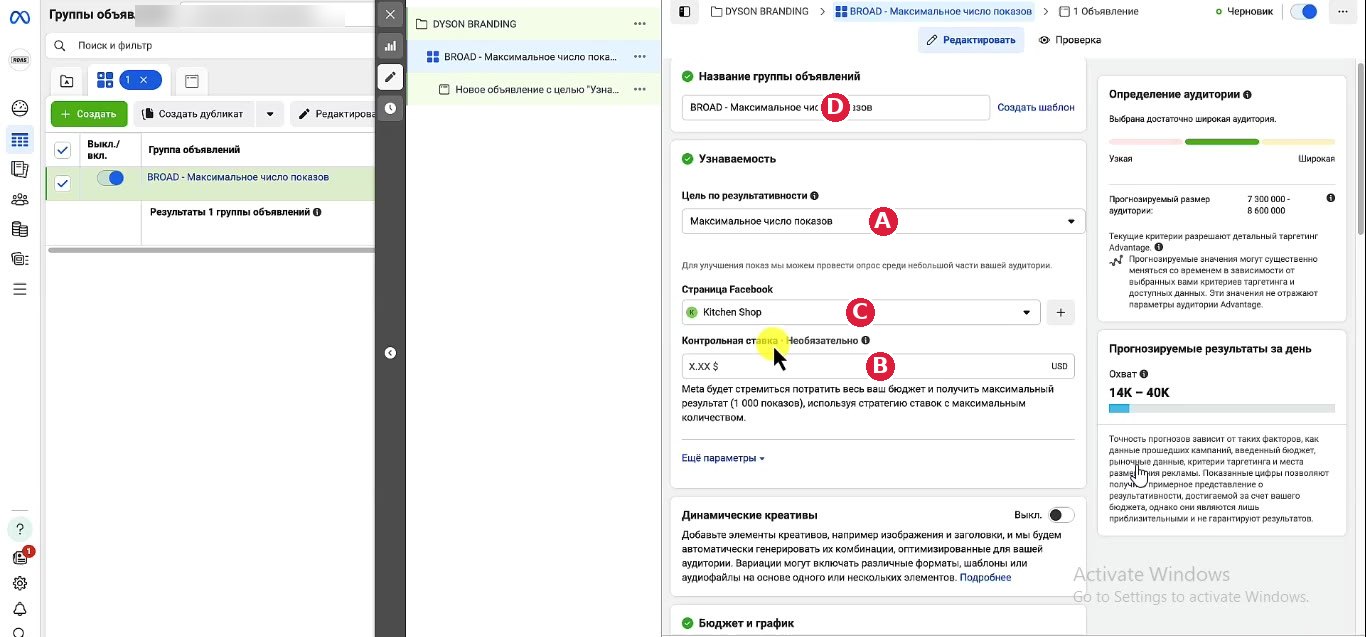 Группы объяв
Поиск и фильтр
1 ×
+ Создать
Создать дубликат
Редактирова
Выкл./
вкл.
Группа объявлений
BROAD - Максимальное число показов
Результаты 1 группы объявлений
?
1
DYSON BRANDING
BROAD - Максимальное число пока...
Новое объявление с целью "Узна...
DYSON BRANDING > BROAD - Максимальное число показов > 1 Объявление
Черновик
Редактировать
Проверка
Название группы объявлений
BROAD - Максимальное чис D зов
Создать шаблон
Узнаваемость
Цель по результативности
Максимальное число показов
A
Для улучшения показ мы можем провести опрос среди небольшой части вашей аудитории.
Страница Facebook
K Kitchen Shop
C
+
Контрольная ставка · Необязательно
X.XX $
B
USD
Meta будет стремиться потратить весь ваш бюджет и получить максимальный
результат (1 000 показов), используя стратегию ставок с максимальным
количеством.
Ещё параметры
Динамические креативы
Выкл.
Добавьте элементы креативов, например изображения и заголовки, и мы будем
автоматически генерировать их комбинации, оптимизированные для вашей
аудитории. Вариации могут включать различные форматы, шаблоны или
аудиофайлы на основе одного или нескольких элементов. Подробнее
Бюджет и график
Определение аудитории
Выбрана достаточно широкая аудитория.
Узкая
Широкая
Прогнозируемый размер
аудитории:
7 300 000 -
8 600 000
Текущие критерии разрешают детальный таргетинг
Advantage.
Прогнозируемые значения могут существенно
меняться со временем в зависимости от
выбранных вами критериев таргетинга и
доступных данных. Эти значения не отражают
параметры аудитории Advantage.
Прогнозируемые результаты за день
Охват
14K – 40K
Точность прогнозов зависит от таких факторов, как
данные прошедших кампаний, введенный бюджет,
рыночные данные, критерии таргетинга и места
размещения рекламы. Показанные цифры позволяют
получить примерное представление о
результативности, достигаемой за счет вашего
бюджета, однако они являются лишь
приблизительными и не гарантируют результатов.
Activate Windows
Go to Settings to activate Windows.